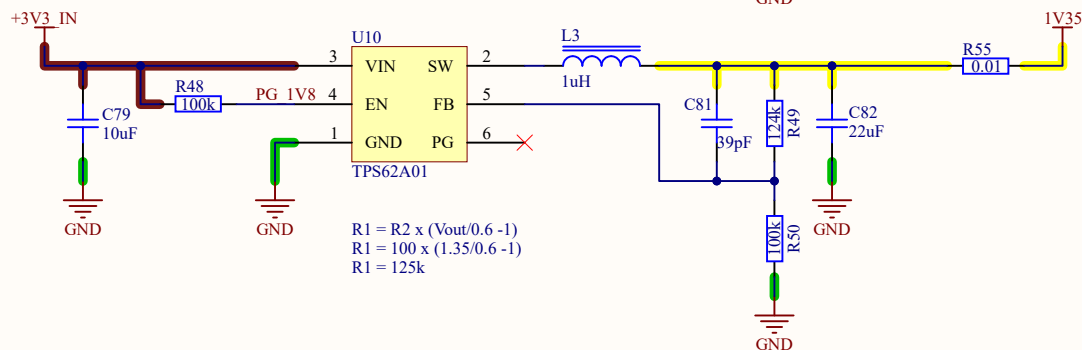 GND
+3V3_IN
1V35
U10
L3
R55
3
VIN
SW
2
0.01
1uH
R48
100k
PG_1V8
4
EN
FB
5
C79
10uF
C81
39pF
124k
R49
C82
22uF
1
GND
PG
6
TPS62A01
GND
GND
GND
R1 = R2 x (Vout/0.6 -1)
R1 = 100 x (1.35/0.6 -1)
R1 = 125k
100k
R50
GND